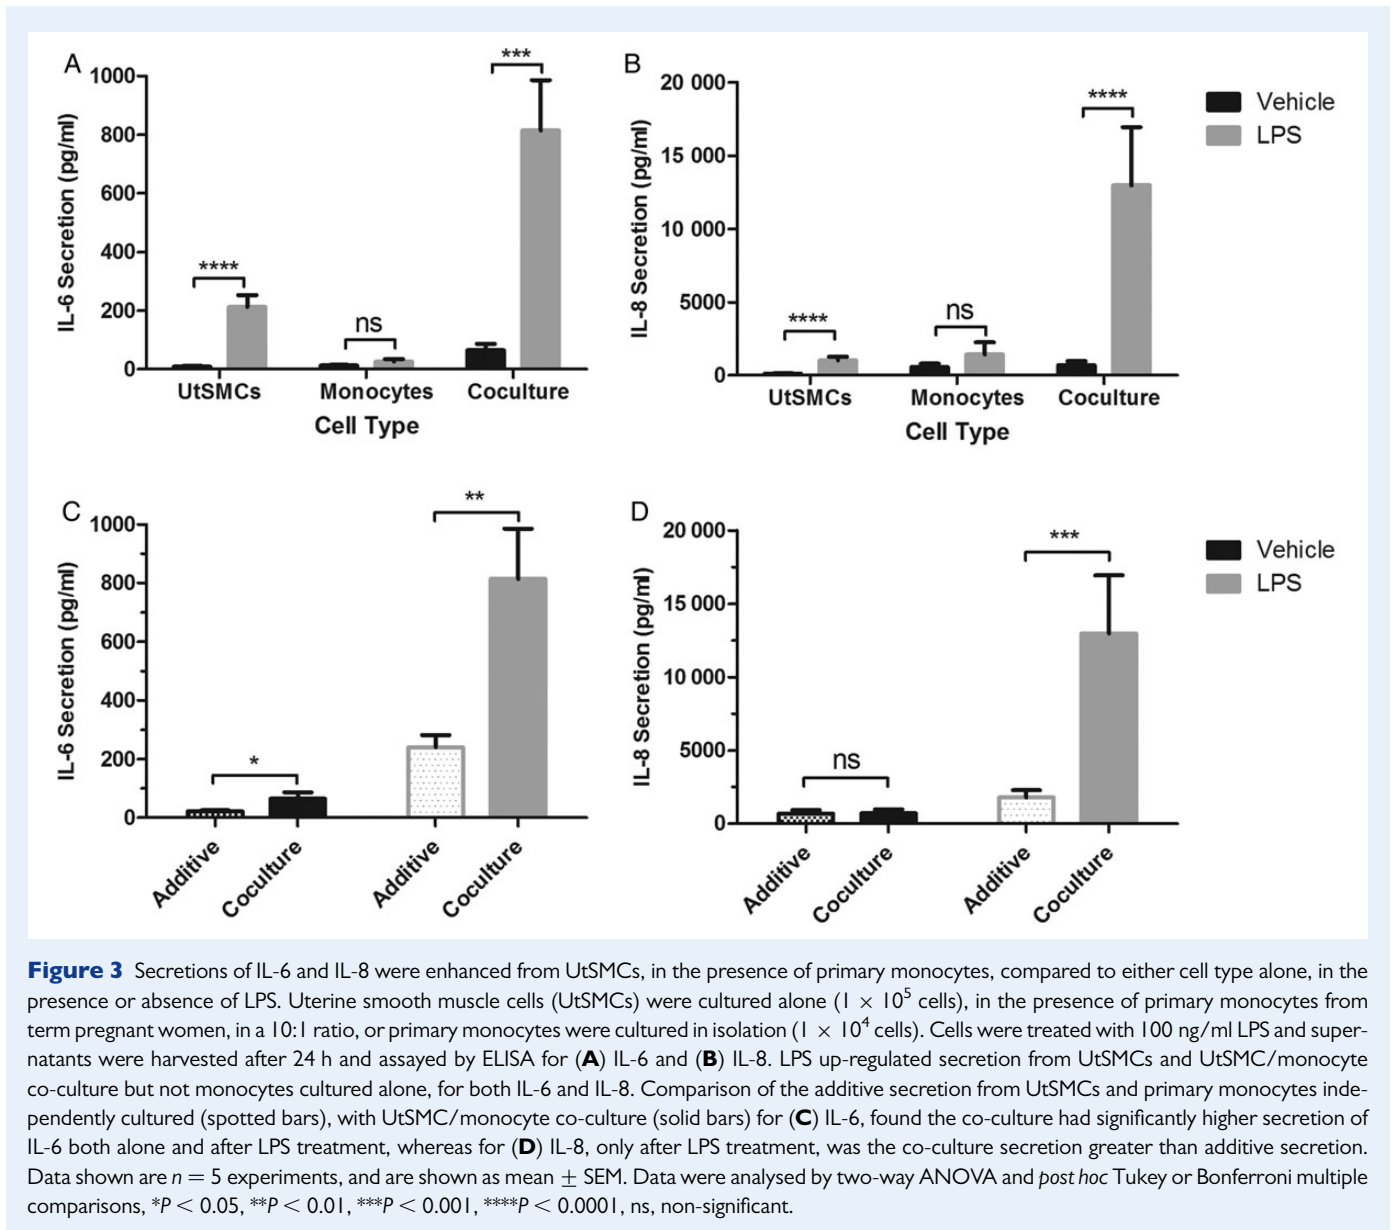 A
IL-6 Secretion (pg/ml)
1000
800
600
400
200
0
****
ns
***
UtSMCs Monocytes Coculture
Cell Type
B
IL-8 Secretion (pg/ml)
20 000
15 000
10 000
5000
0
****
ns
****
UtSMCs Monocytes Coculture
Cell Type
Vehicle
LPS
C
IL-6 Secretion (pg/ml)
1000
800
600
400
200
0
*
**
Additive Coculture Additive Coculture
D
IL-8 Secretion (pg/ml)
20 000
15 000
10 000
5000
0
ns
***
Additive Coculture Additive Coculture
Vehicle
LPS
Figure 3 Secretions of IL-6 and IL-8 were enhanced from UtSMCs, in the presence of primary monocytes, compared to either cell type alone, in the
presence or absence of LPS. Uterine smooth muscle cells (UtSMCs) were cultured alone (1 × 10⁵ cells), in the presence of primary monocytes from
term pregnant women, in a 10:1 ratio, or primary monocytes were cultured in isolation (1 × 10⁴ cells). Cells were treated with 100 ng/ml LPS and super-
natants were harvested after 24 h and assayed by ELISA for (A) IL-6 and (B) IL-8. LPS up-regulated secretion from UtSMCs and UtSMC/monocyte
co-culture but not monocytes cultured alone, for both IL-6 and IL-8. Comparison of the additive secretion from UtSMCs and primary monocytes inde-
pendently cultured (spotted bars), with UtSMC/monocyte co-culture (solid bars) for (C) IL-6, found the co-culture had significantly higher secretion of
IL-6 both alone and after LPS treatment, whereas for (D) IL-8, only after LPS treatment, was the co-culture secretion greater than additive secretion.
Data shown are n = 5 experiments, and are shown as mean ± SEM. Data were analysed by two-way ANOVA and post hoc Tukey or Bonferroni multiple
comparisons, *P < 0.05, **P < 0.01, ***P < 0.001, ****P < 0.0001, ns, non-significant.